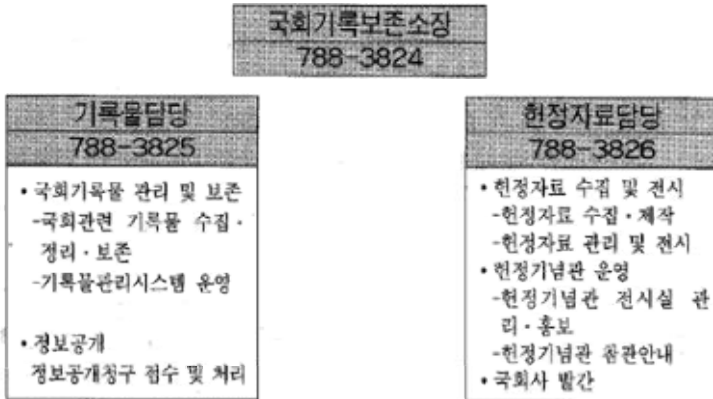 국회기록보존소장
788-3824
기록물담당
788-3825
• 국회기록물 관리 및 보존
-국회관련 기록물 수집·
정리·보존
-기록물관리시스템 운영
• 정보공개
정보공개청구 접수 및 처리
헌정자료담당
788-3826
• 헌정자료 수집 및 전시
-헌정자료 수집·제작
-헌정자료 관리 및 전시
• 헌정기념관 운영
-헌정기념관 전시실 관
리·홍보
-헌정기념관 참관안내
• 국회사 발간